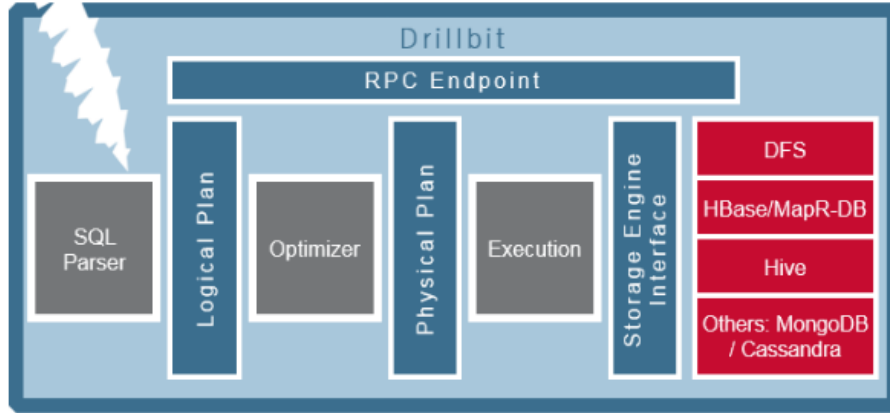 Drillbit
RPC Endpoint
SQL
Parser
Logical Plan
Optimizer
Physical Plan
Execution
Storage Engine
Interface
DFS
HBase/MapR-DB
Hive
Others: MongoDB
/ Cassandra